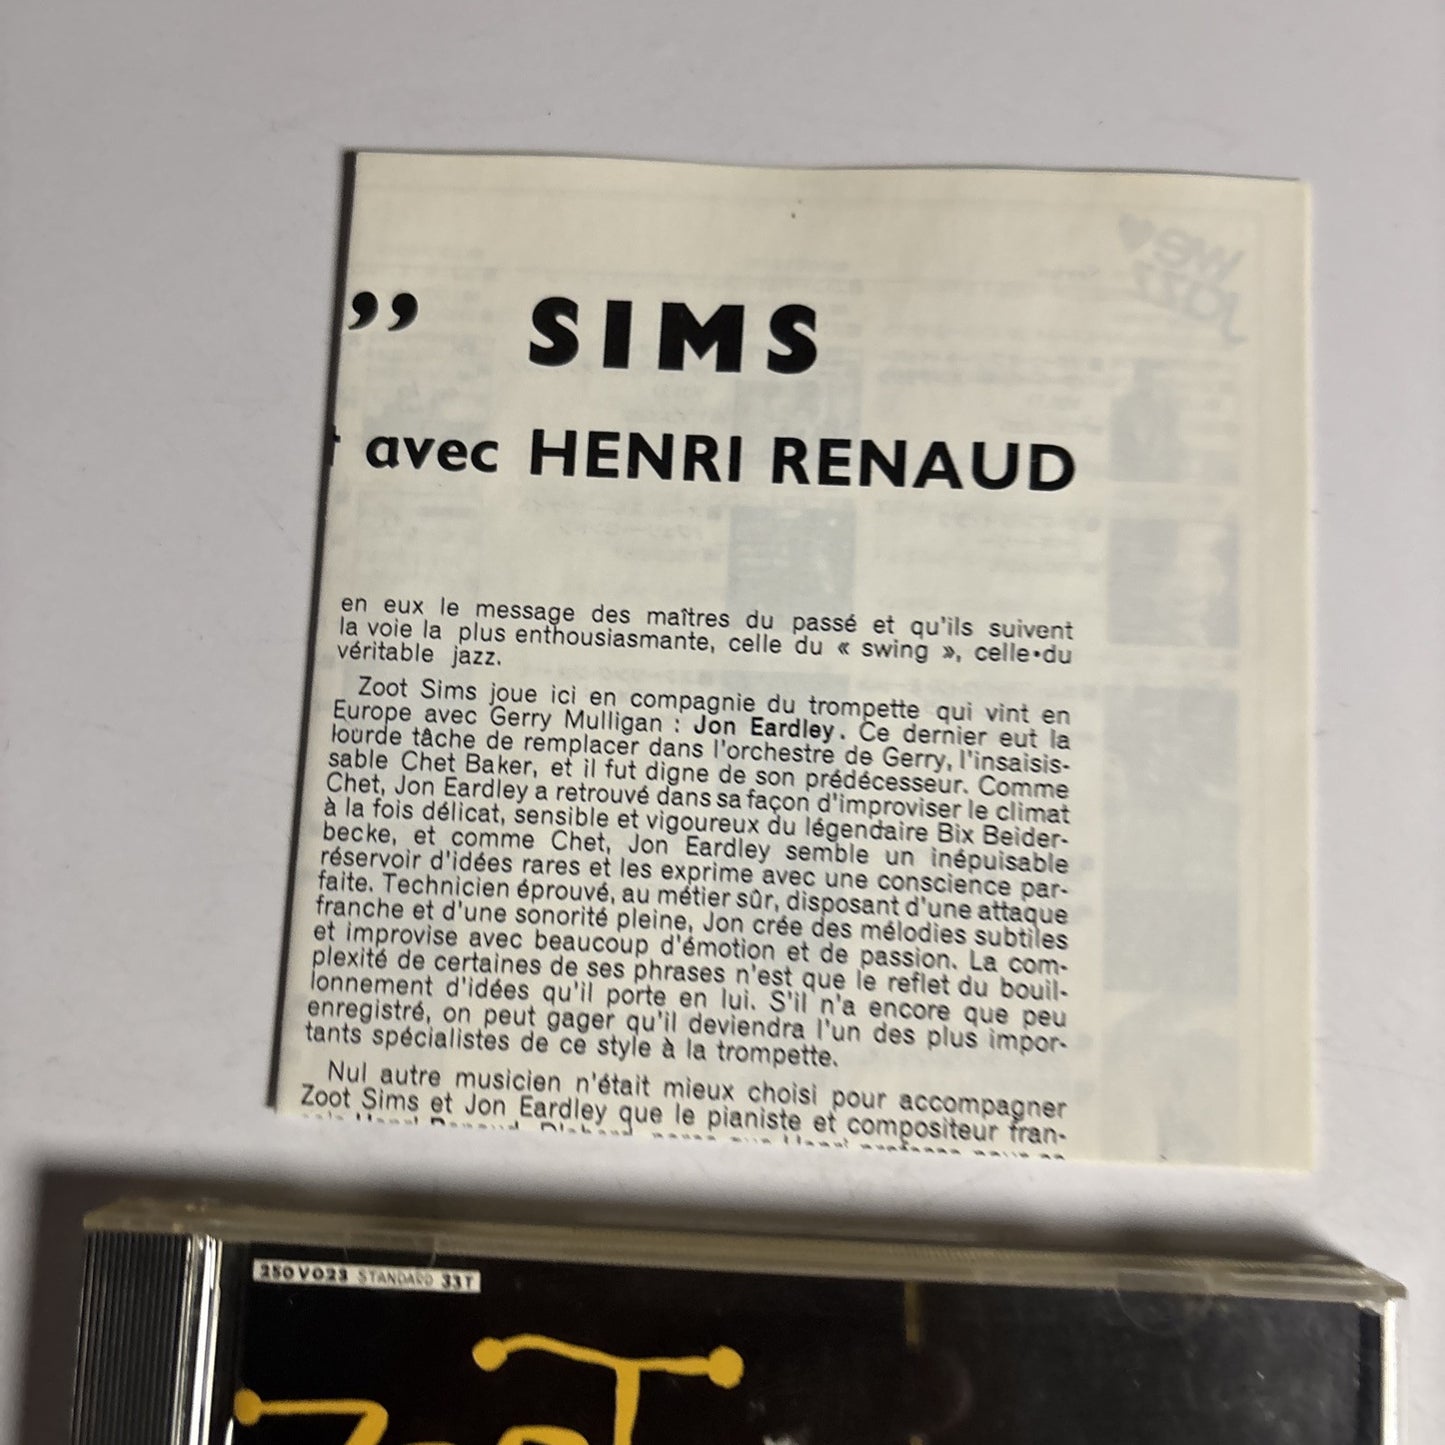 ” SIMS
avec HENRI RENAUD
we
jazz
en eux le message des maîtres du passé et qu'ils suivent
la voie la plus enthousiasmante, celle du « swing », celle•du
véritable jazz.
Zoot Sims joue ici en compagnie du trompette qui vint en
Europe avec Gerry Mulligan : Jon Eardley. Ce dernier eut la
lourde tâche de remplacer dans l'orchestre de Gerry, l'insaisis-
sable Chet Baker, et il fut digne de son prédécesseur. Comme
Chet, Jon Eardley a retrouvé dans sa façon d'improviser le climat
à la fois délicat, sensible et vigoureux du légendaire Bix Beider-
becke, et comme Chet, Jon Eardley semble un inépuisable
réservoir d'idées rares et les exprime avec une conscience par-
faite. Technicien éprouvé, au métier sûr, disposant d'une attaque
franche et d'une sonorité pleine, Jon crée des mélodies subtiles
et improvise avec beaucoup d'émotion et de passion. La com-
plexité de certaines de ses phrases n'est que le reflet du bouil-
lonnement d'idées qu'il porte en lui. S'il n'a encore que peu
enregistré, on peut gager qu'il deviendra l'un des plus impor-
tants spécialistes de ce style à la trompette.
Nul autre musicien n'était mieux choisi pour accompagner
Zoot Sims et Jon Eardley que le pianiste et compositeur fran-
250 V 023 STANDARD 33 T
Zoot